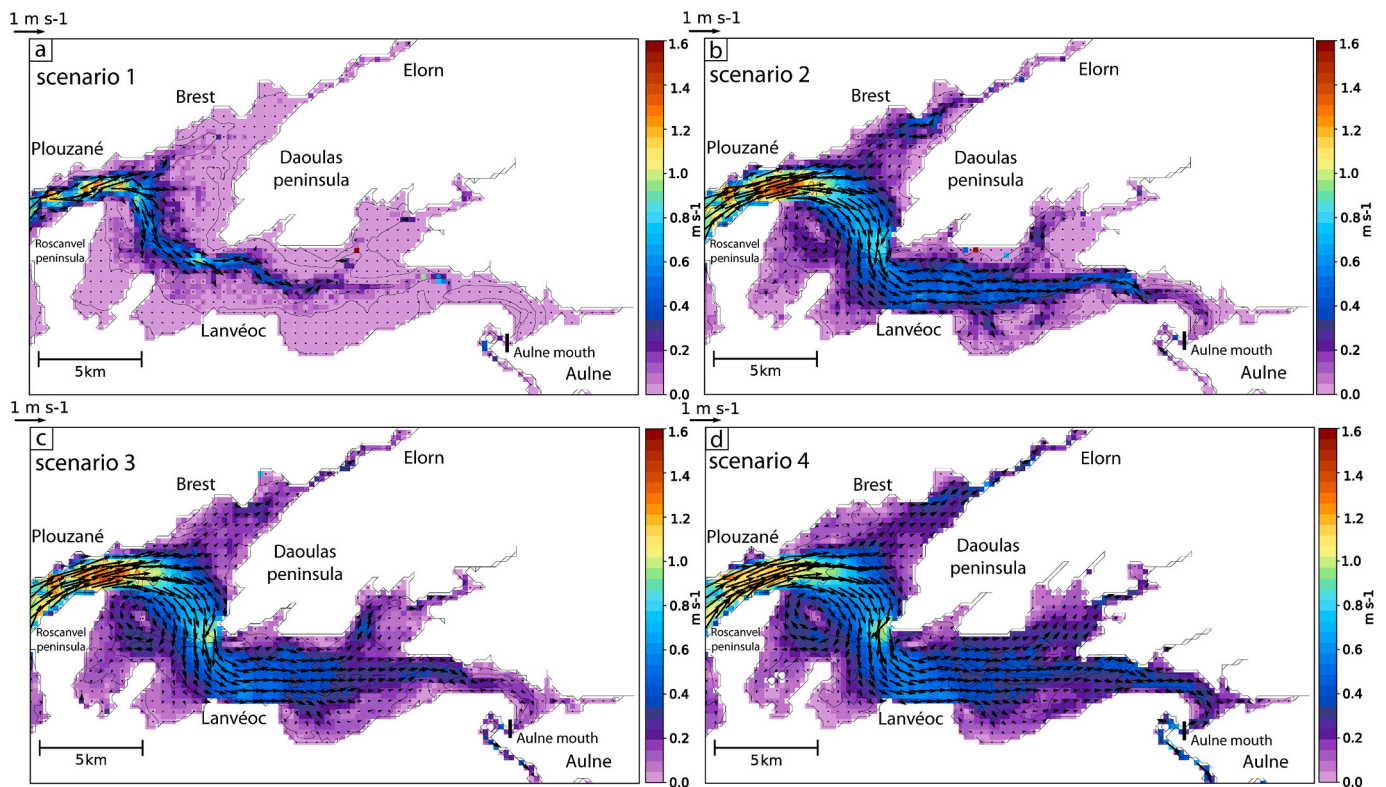 1 m s-1
a
scenario 1
Elorn
Brest
Plouzané
Daoulas
peninsula
Roscanvel
peninsula
Lanvéoc
5km
Aulne mouth
Aulne
1.6
1.4
1.2
1.0
0.8
0.6
0.4
0.2
0.0
m s-1
1 m s-1
b
scenario 2
Elorn
Brest
Plouzané
Daoulas
peninsula
Roscanvel
peninsula
Lanvéoc
5km
Aulne mouth
Aulne
1.6
1.4
1.2
1.0
0.8
0.6
0.4
0.2
0.0
m s-1
1 m s-1
c
scenario 3
Elorn
Brest
Plouzané
Daoulas
peninsula
Roscanvel
peninsula
Lanvéoc
5km
Aulne mouth
Aulne
1.6
1.4
1.2
1.0
0.8
0.6
0.4
0.2
0.0
m s-1
1 m s-1
d
scenario 4
Elorn
Brest
Plouzané
Daoulas
peninsula
Roscanvel
peninsula
Lanvéoc
5km
Aulne mouth
Aulne
1.6
1.4
1.2
1.0
0.8
0.6
0.4
0.2
0.0
m s-1